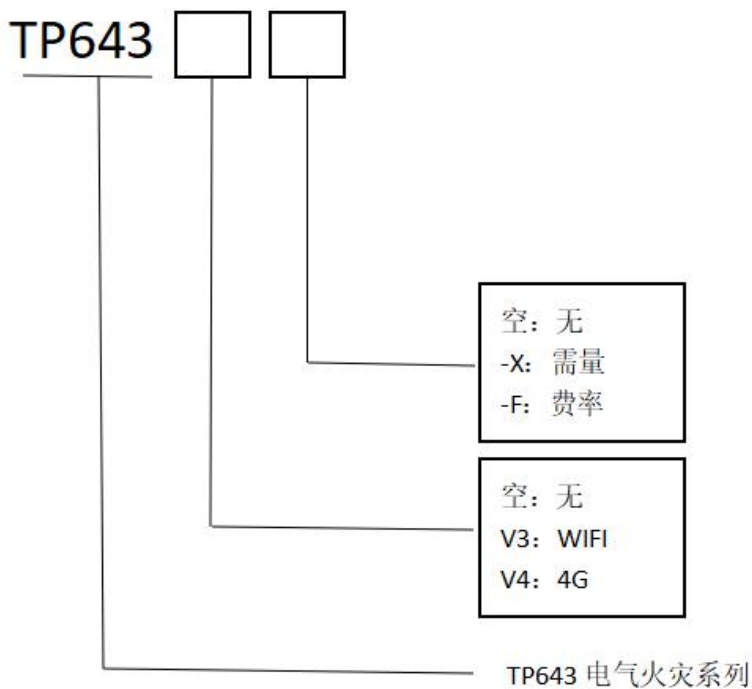 TP643
空：无
-X：需量
-F：费率
空：无
V3：WIFI
V4：4G
TP643 电气火灾系列